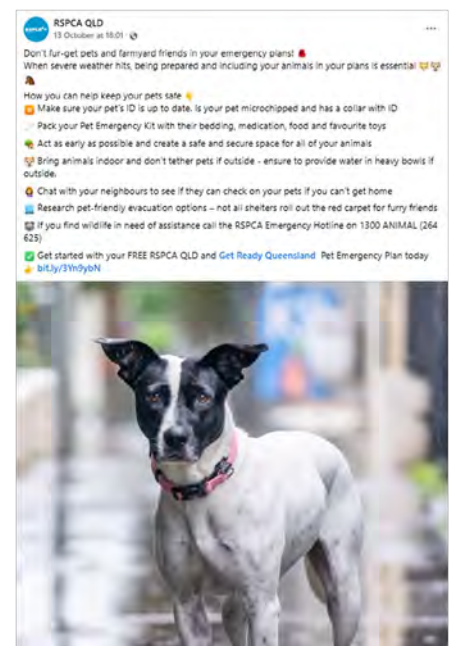 RSPCA QLD
13 October at 18:01
Don't fur-get pets and farmyard friends in your emergency plans!
When severe weather hits, being prepared and including your animals in your plans is essential
How you can help keep your pets safe
Make sure your pet's ID is up to date. Is your pet microchipped and has a collar with ID
Pack your Pet Emergency Kit with their bedding, medication, food and favourite toys
Act as early as possible and create a safe and secure space for all of your animals
Bring animals indoor and don't tether pets if outside - ensure to provide water in heavy bowls if
outside.
Chat with your neighbours to see if they can check on your pets if you can't get home
Research pet-friendly evacuation options – not all shelters roll out the red carpet for furry friends
If you find wildlife in need of assistance call the RSPCA Emergency Hotline on 1300 ANIMAL (264
625)
Get started with your FREE RSPCA QLD and Get Ready Queensland Pet Emergency Plan today
bit.ly/3Yn9ybN